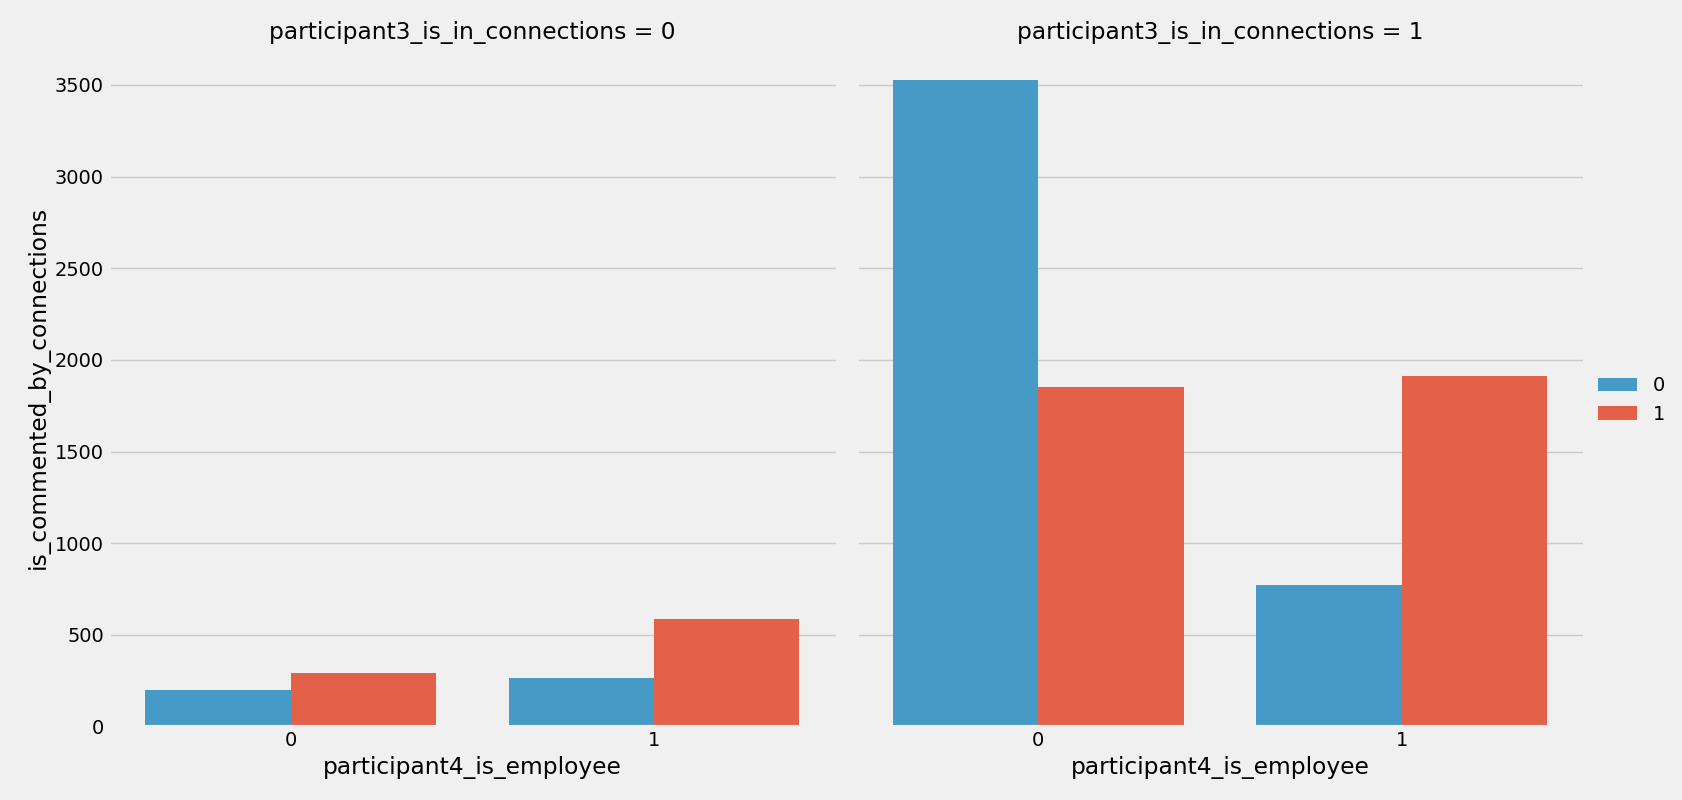 participant3_is_in_connections = 0
participant3_is_in_connections = 1
is_commented_by_connections
3500
3000
2500
2000
1500
1000
500
0
0 1
0 1
participant4_is_employee
participant4_is_employee
0
1